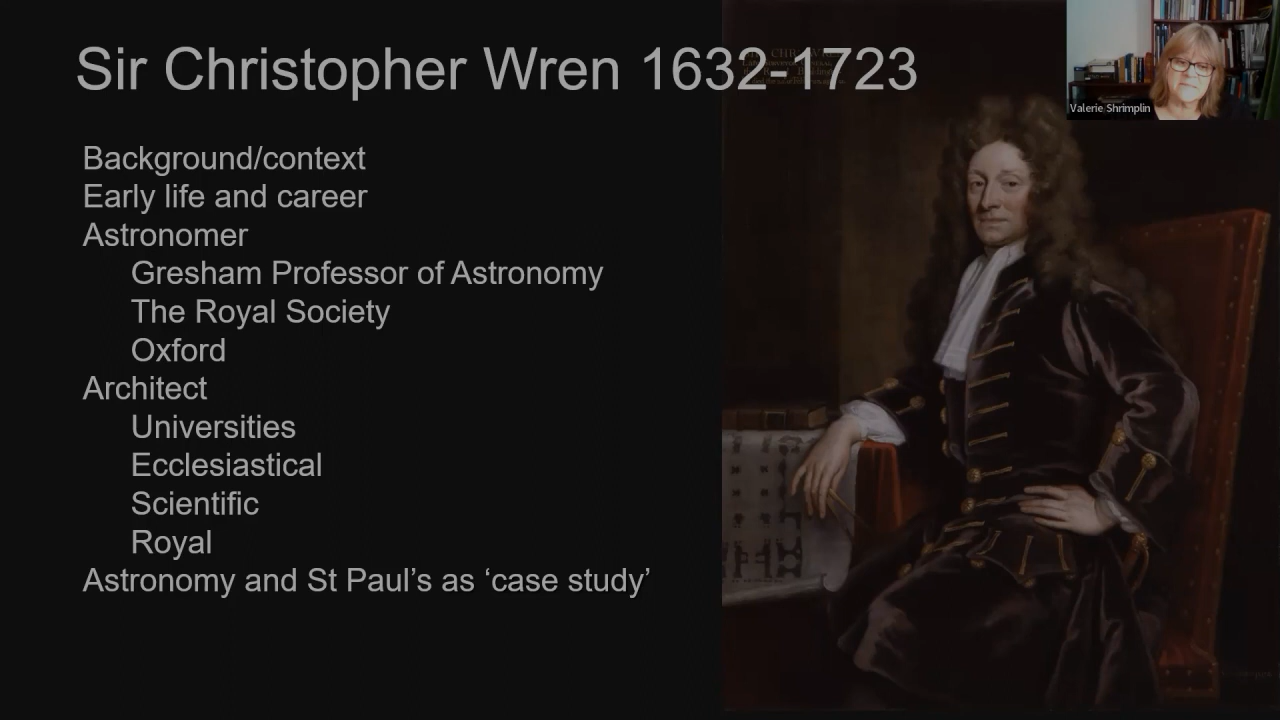 Sir Christopher Wren 1632-1723
Valerie Shrimplin
Background/context
Early life and career
Astronomer
Gresham Professor of Astronomy
The Royal Society
Oxford
Architect
Universities
Ecclesiastical
Scientific
Royal
Astronomy and St Paul’s as ‘case study’